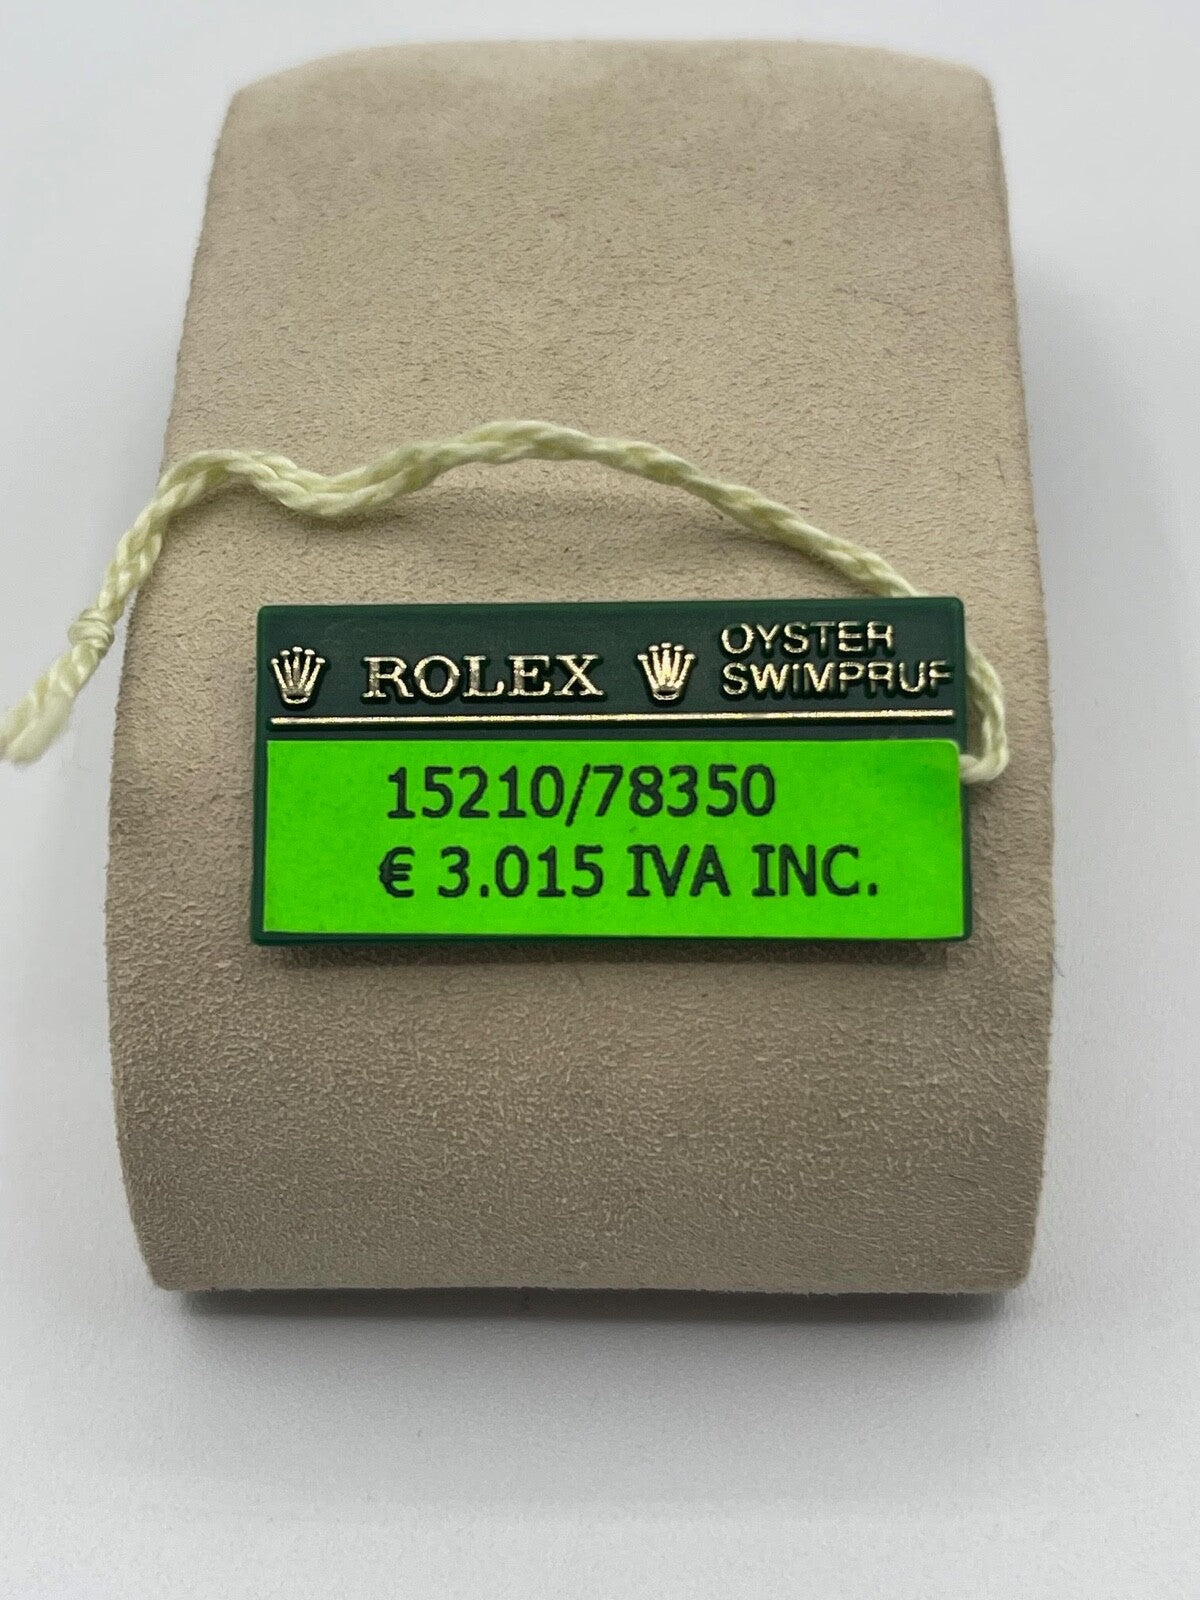 ROLEX
OYSTER
SWIMPRUF
15210/78350
€ 3.015 IVA INC.